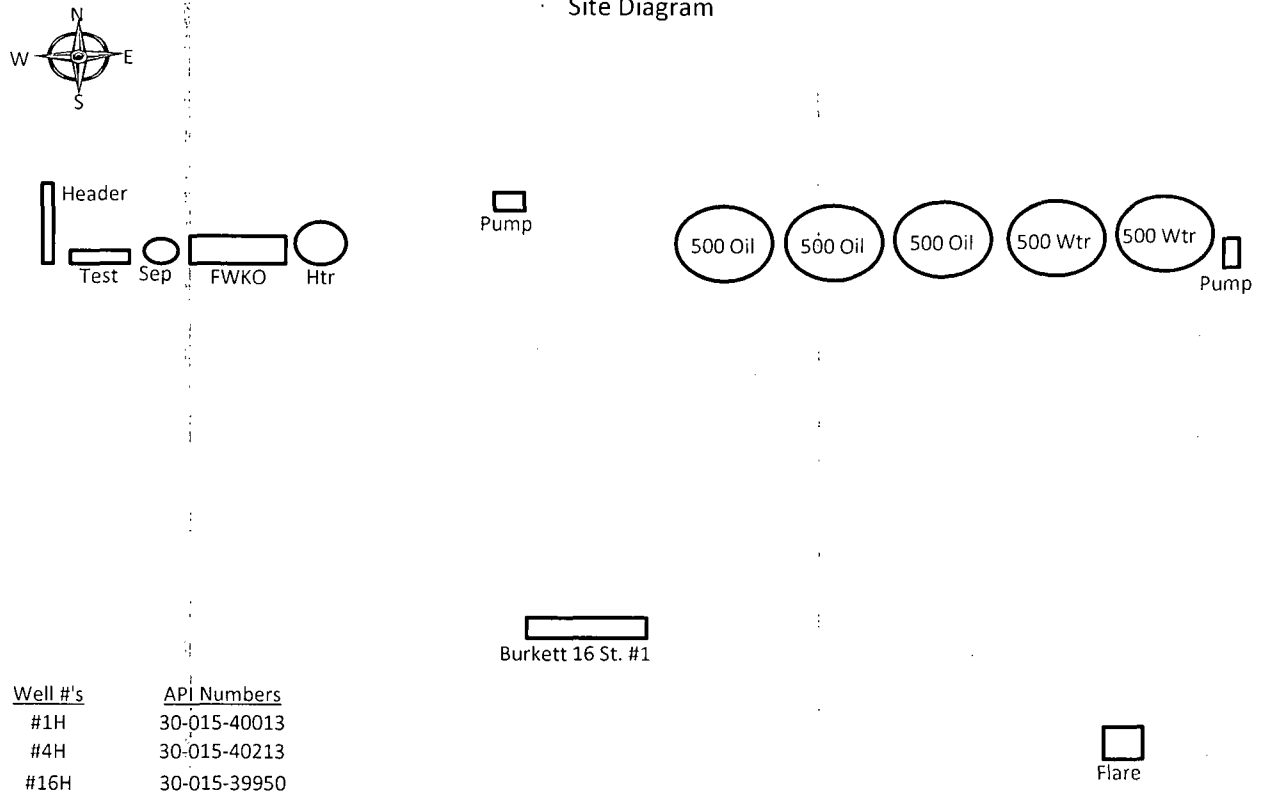 Site Diagram
N
W E
S
Header
Pump
500 Oil 500 Oil 500 Oil 500 Wtr 500 Wtr
Test Sep FWKO Htr
Pump
Burkett 16 St. #1
Well #'s API Numbers
#1H 30-015-40013
#4H 30-015-40213
#16H 30-015-39950
Flare